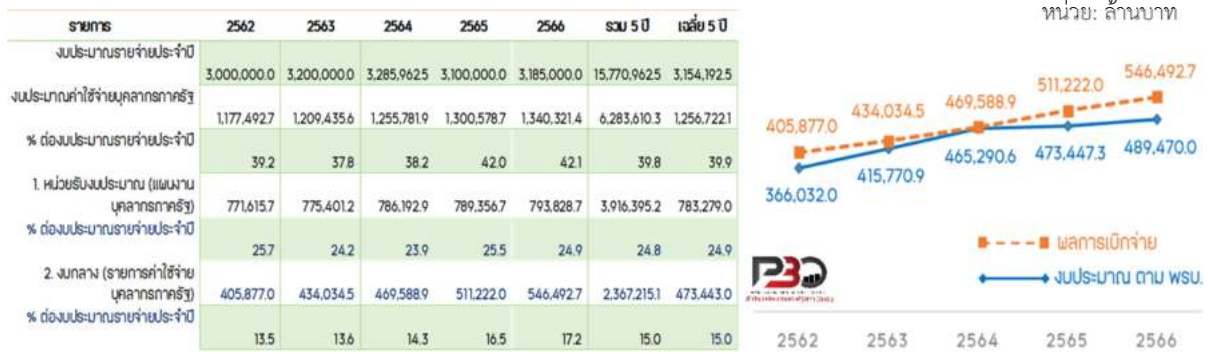 รายการ 2562 2563 2564 2565 2566 รวม 5 ปี เฉลี่ย 5 ปี
งบประมาณรายจ่ายประจำปี
3,000,000.0 3,200,000.0 3,285,962.5 3,100,000.0 3,185,000.0 15,770,962.5 3,154,192.5
งบประมาณค่าใช้จ่ายบุคลากรภาครัฐ
1,177,492.7 1,209,435.6 1,255,781.9 1,300,578.7 1,340,321.4 6,283,610.3 1,256,722.1
% ต่องบประมาณรายจ่ายประจำปี
39.2 37.8 38.2 42.0 42.1 39.8 39.9
1. หน่วยรับงบประมาณ (แผนงาน
บุคลากรภาครัฐ) 771,615.7 775,401.2 786,192.9 789,356.7 793,828.7 3,916,395.2 783,279.0
% ต่องบประมาณรายจ่ายประจำปี
25.7 24.2 23.9 25.5 24.9 24.8 24.9
2. งบกลาง (รายการค่าใช้จ่าย
บุคลากรภาครัฐ) 405,877.0 434,034.5 469,588.9 511,222.0 546,492.7 2,367,215.1 473,443.0
% ต่องบประมาณรายจ่ายประจำปี
13.5 13.6 14.3 16.5 17.2 15.0 15.0
หน่วย: ล้านบาท
405,877.0 434,034.5 469,588.9 511,222.0 546,492.7
366,032.0 415,770.9 465,290.6 473,447.3 489,470.0
ผลการเบิกจ่าย
งบประมาณ ตาม พรบ.
PBO
2562 2563 2564 2565 2566